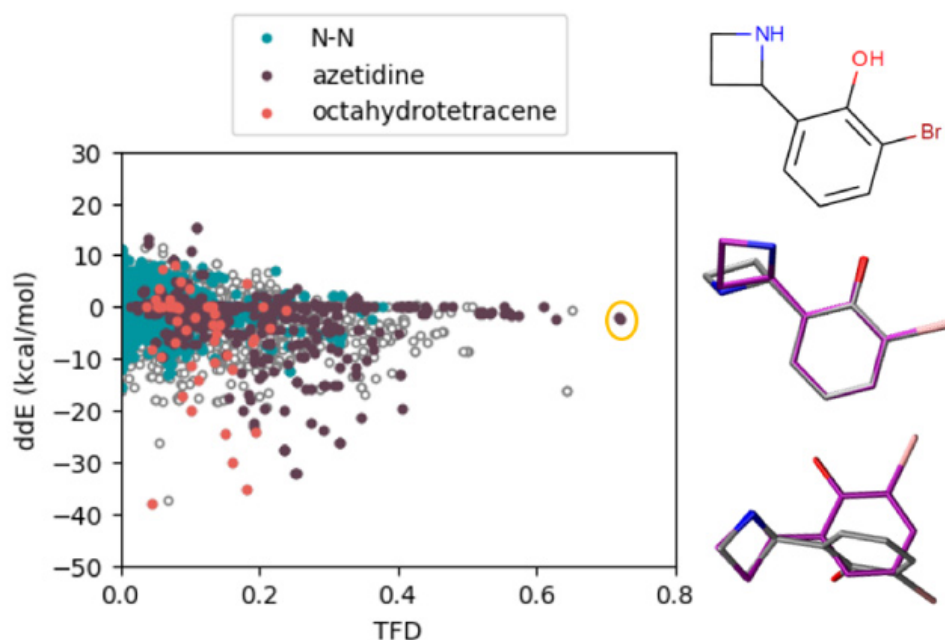 N-N
azetidine
octahydrotetracene
NH
OH
Br
30
20
10
0
−10
−20
−30
−40
−50
ddE (kcal/mol)
0.0 0.2 0.4 0.6 0.8
TFD